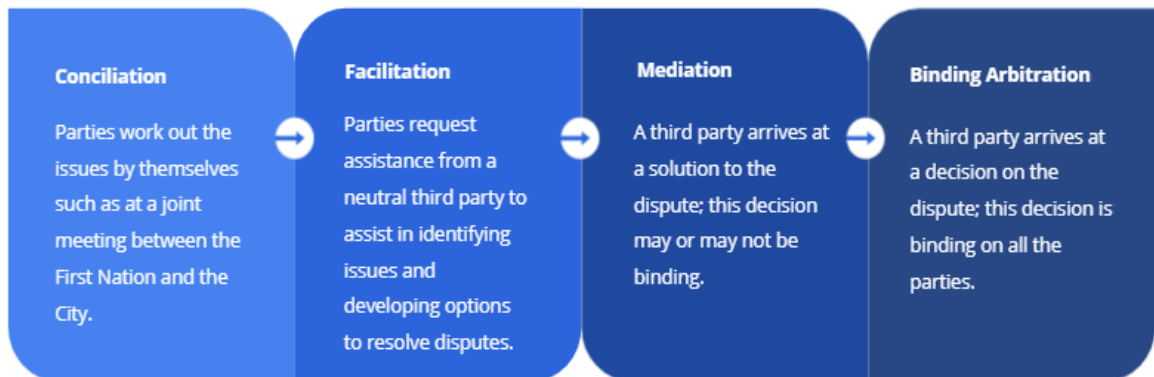 Conciliation
Parties work out the
issues by themselves
such as at a joint
meeting between the
First Nation and the
City.
Facilitation
Parties request
assistance from a
neutral third party to
assist in identifying
issues and
developing options
to resolve disputes.
Mediation
A third party arrives at
a solution to the
dispute; this decision
may or may not be
binding.
Binding Arbitration
A third party arrives at
a decision on the
dispute; this decision is
binding on all the
parties.